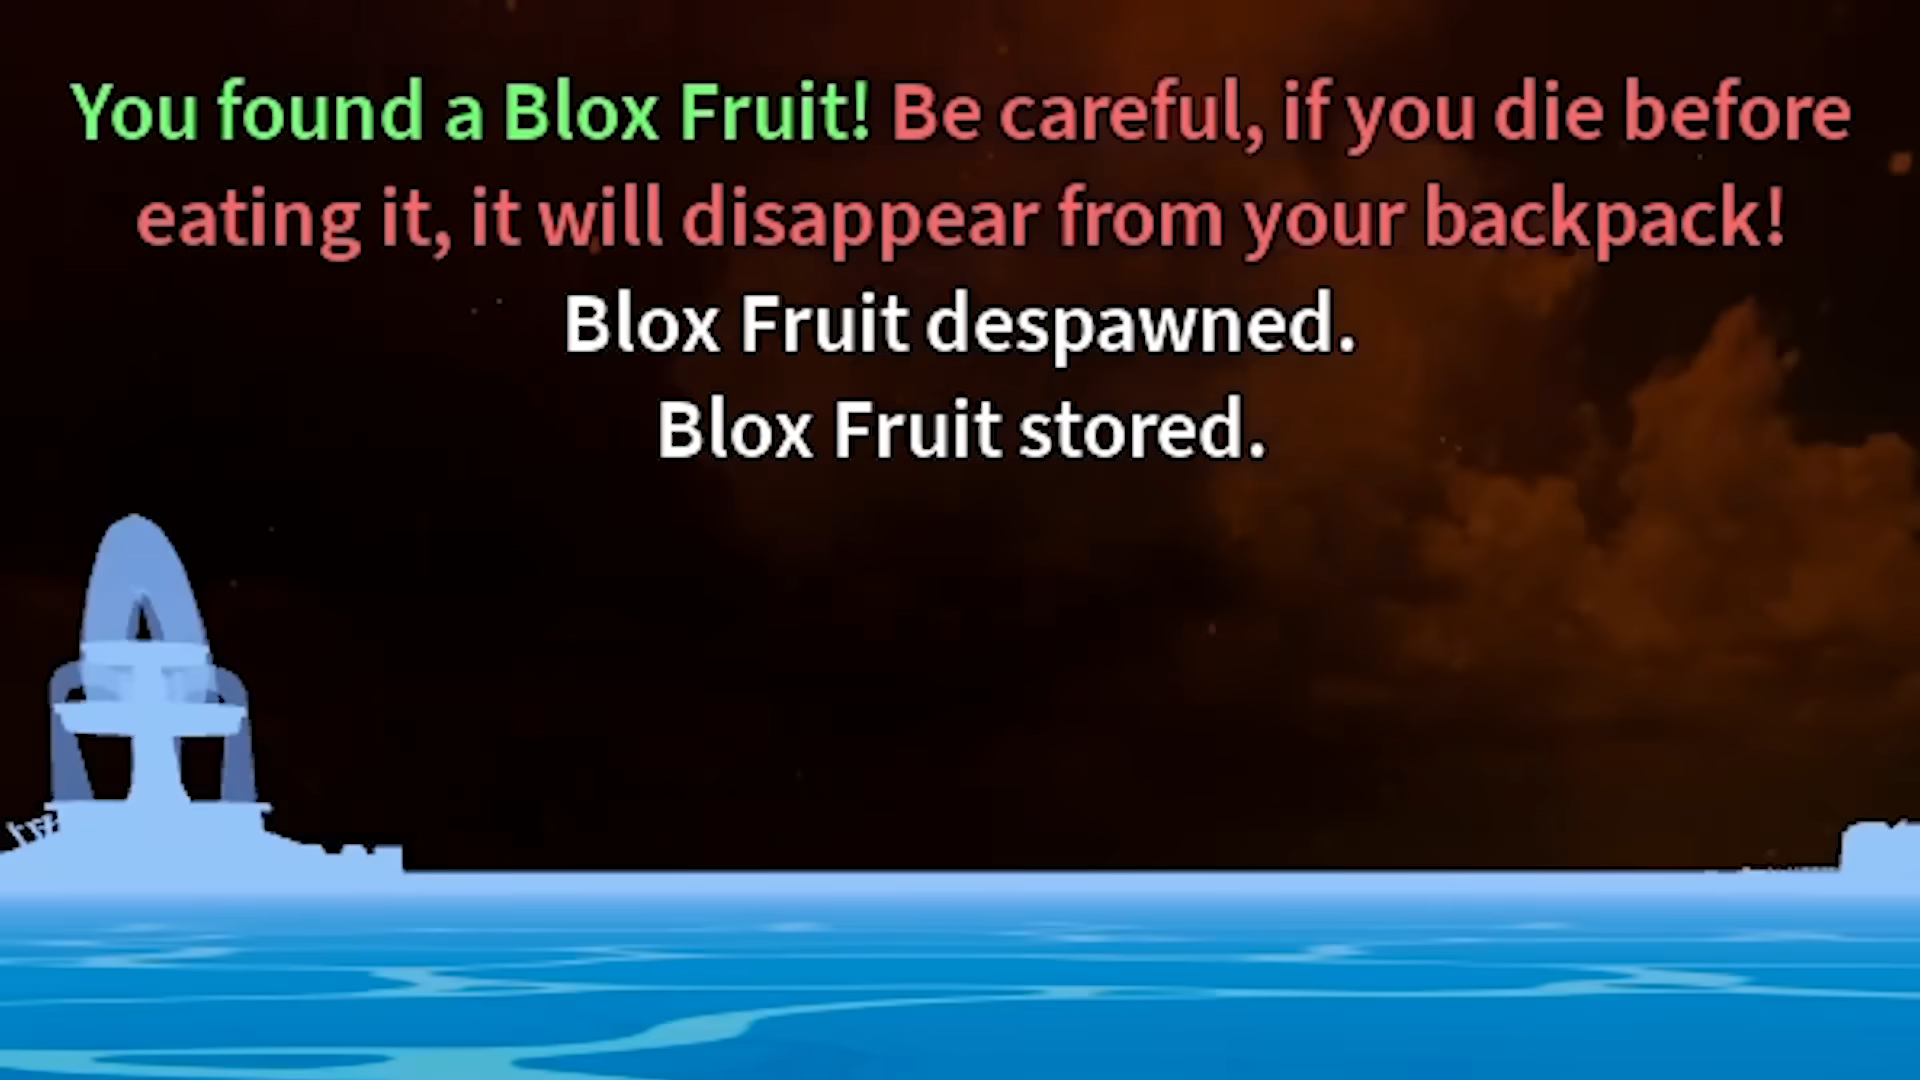 You found a Blox Fruit! Be careful, if you die before
eating it, it will disappear from your backpack!
Blox Fruit despawned.
Blox Fruit stored.